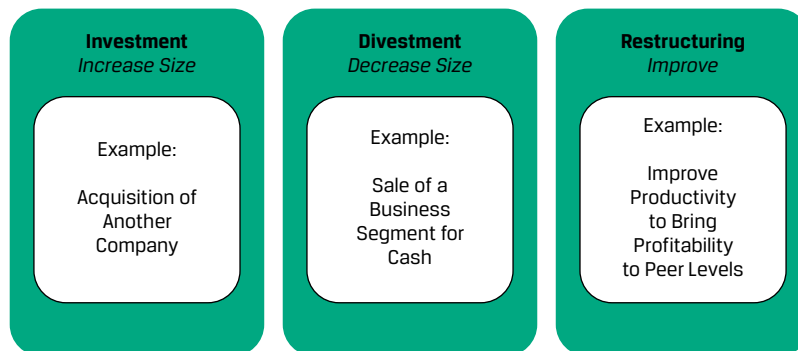 Investment
Increase Size
Example:
Acquisition of
Another
Company
Divestment
Decrease Size
Example:
Sale of a
Business
Segment for
Cash
Restructuring
Improve
Example:
Improve
Productivity
to Bring
Profitability
to Peer Levels